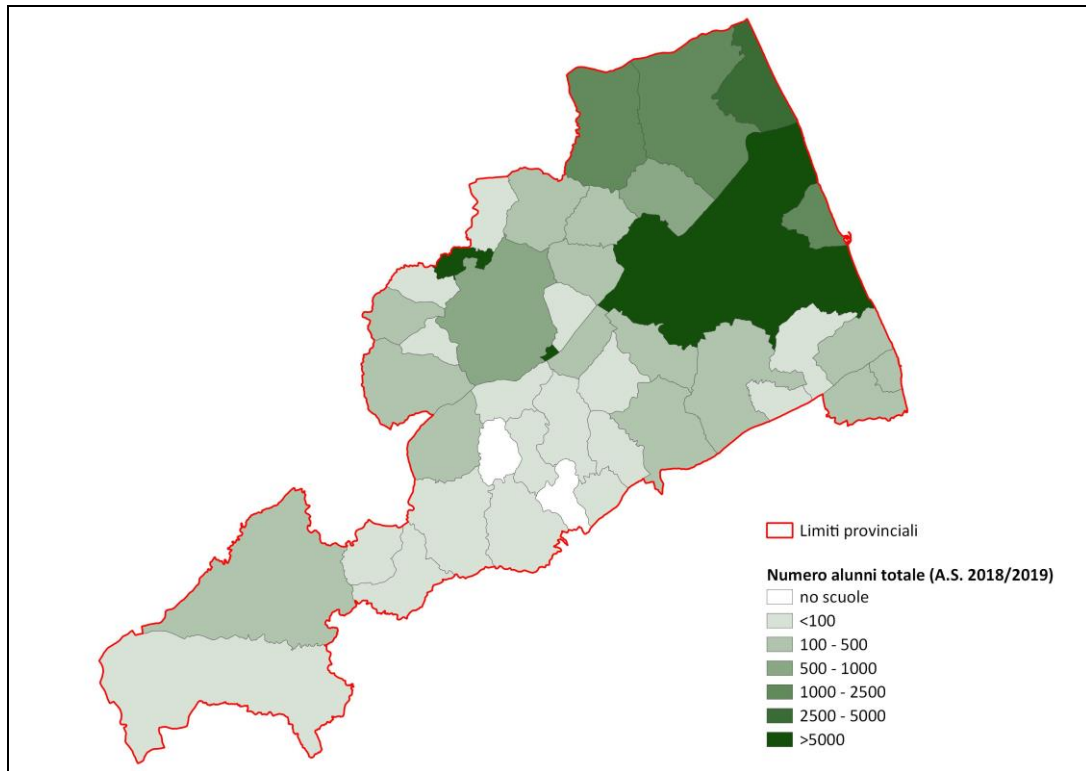 Limiti provinciali
Numero alunni totale (A.S. 2018/2019)
no scuole
<100
100 - 500
500 - 1000
1000 - 2500
2500 - 5000
>5000